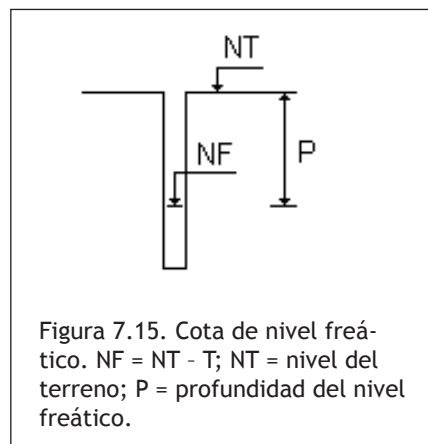 NT
NF
P
Figura 7.15. Cota de nivel freá-
tico. NF = NT - T; NT = nivel del
terreno; P = profundidad del nivel
freático.